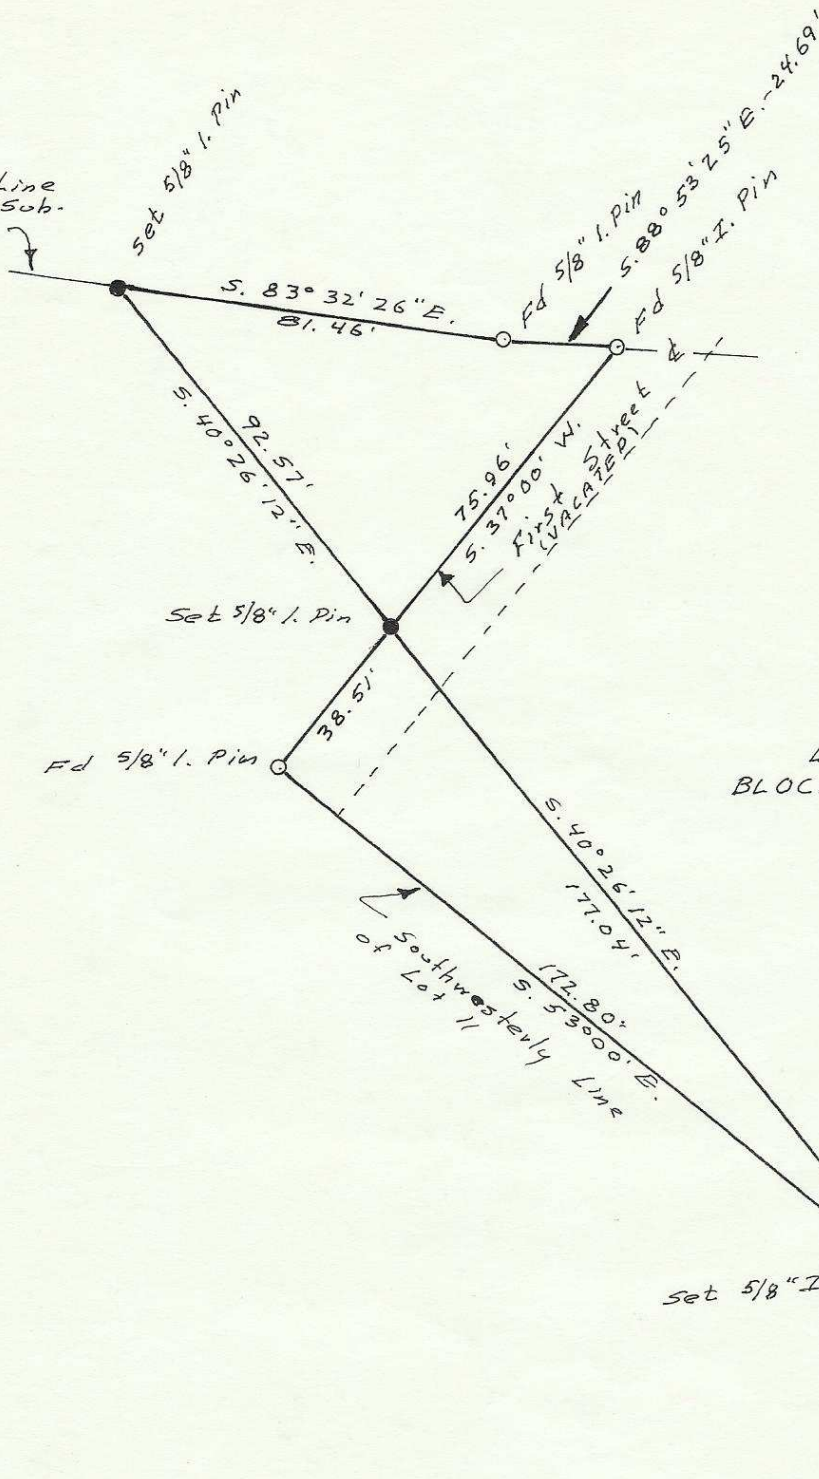 Line
Sub.
Set 5/8" I. Pin
S. 83° 32' 26" E.
81.46'
Fd 5/8" I. Pin
S. 88° 53' 25" E. - 24.69'
Fd 5/8" I. Pin
℄
92.57'
S. 40° 26' 12" E.
75.96'
S. 37° 00' W.
First Street
(VACATED)
Set 5/8" I. Pin
38.51'
Fd 5/8" I. Pin
BLOC
S. 40° 26' 12" E.
177.04'
172.80'
S. 53°00' E.
Southwesterly Line
of Lot 11
Set 5/8" I